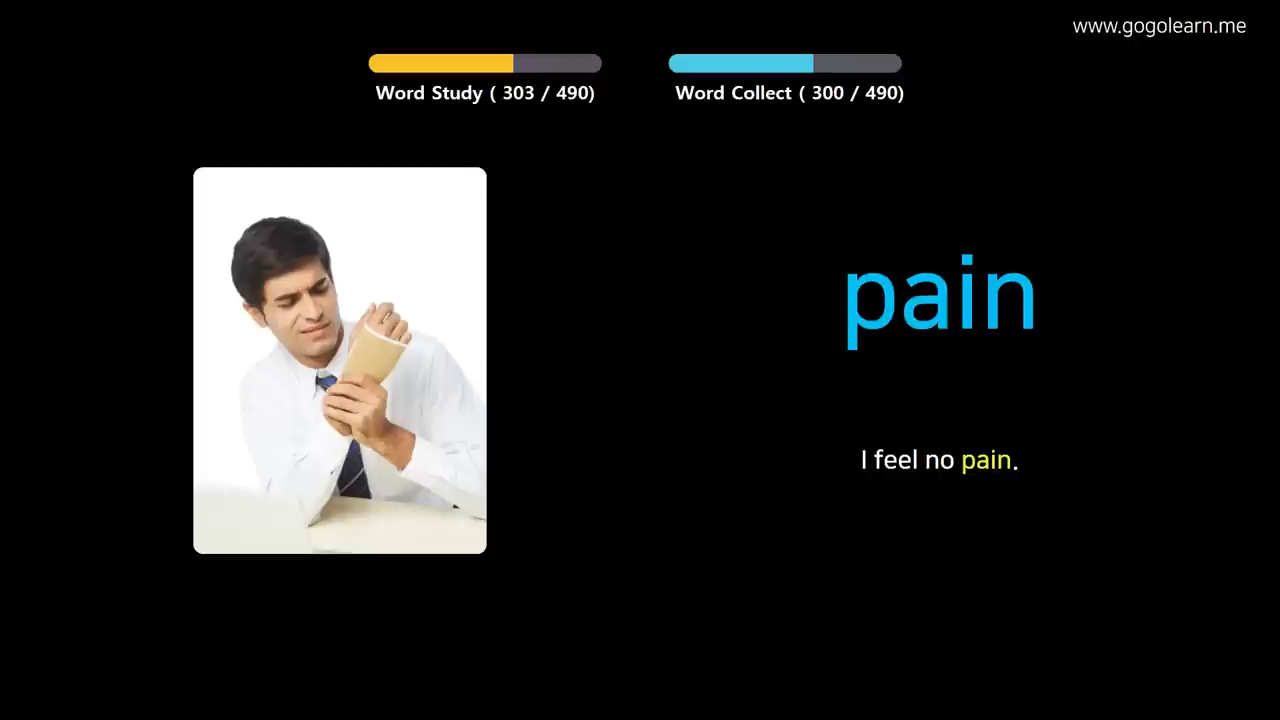 www.gogolearn.me
Word Study ( 303 / 490)
Word Collect ( 300 / 490)
pain
I feel no pain.